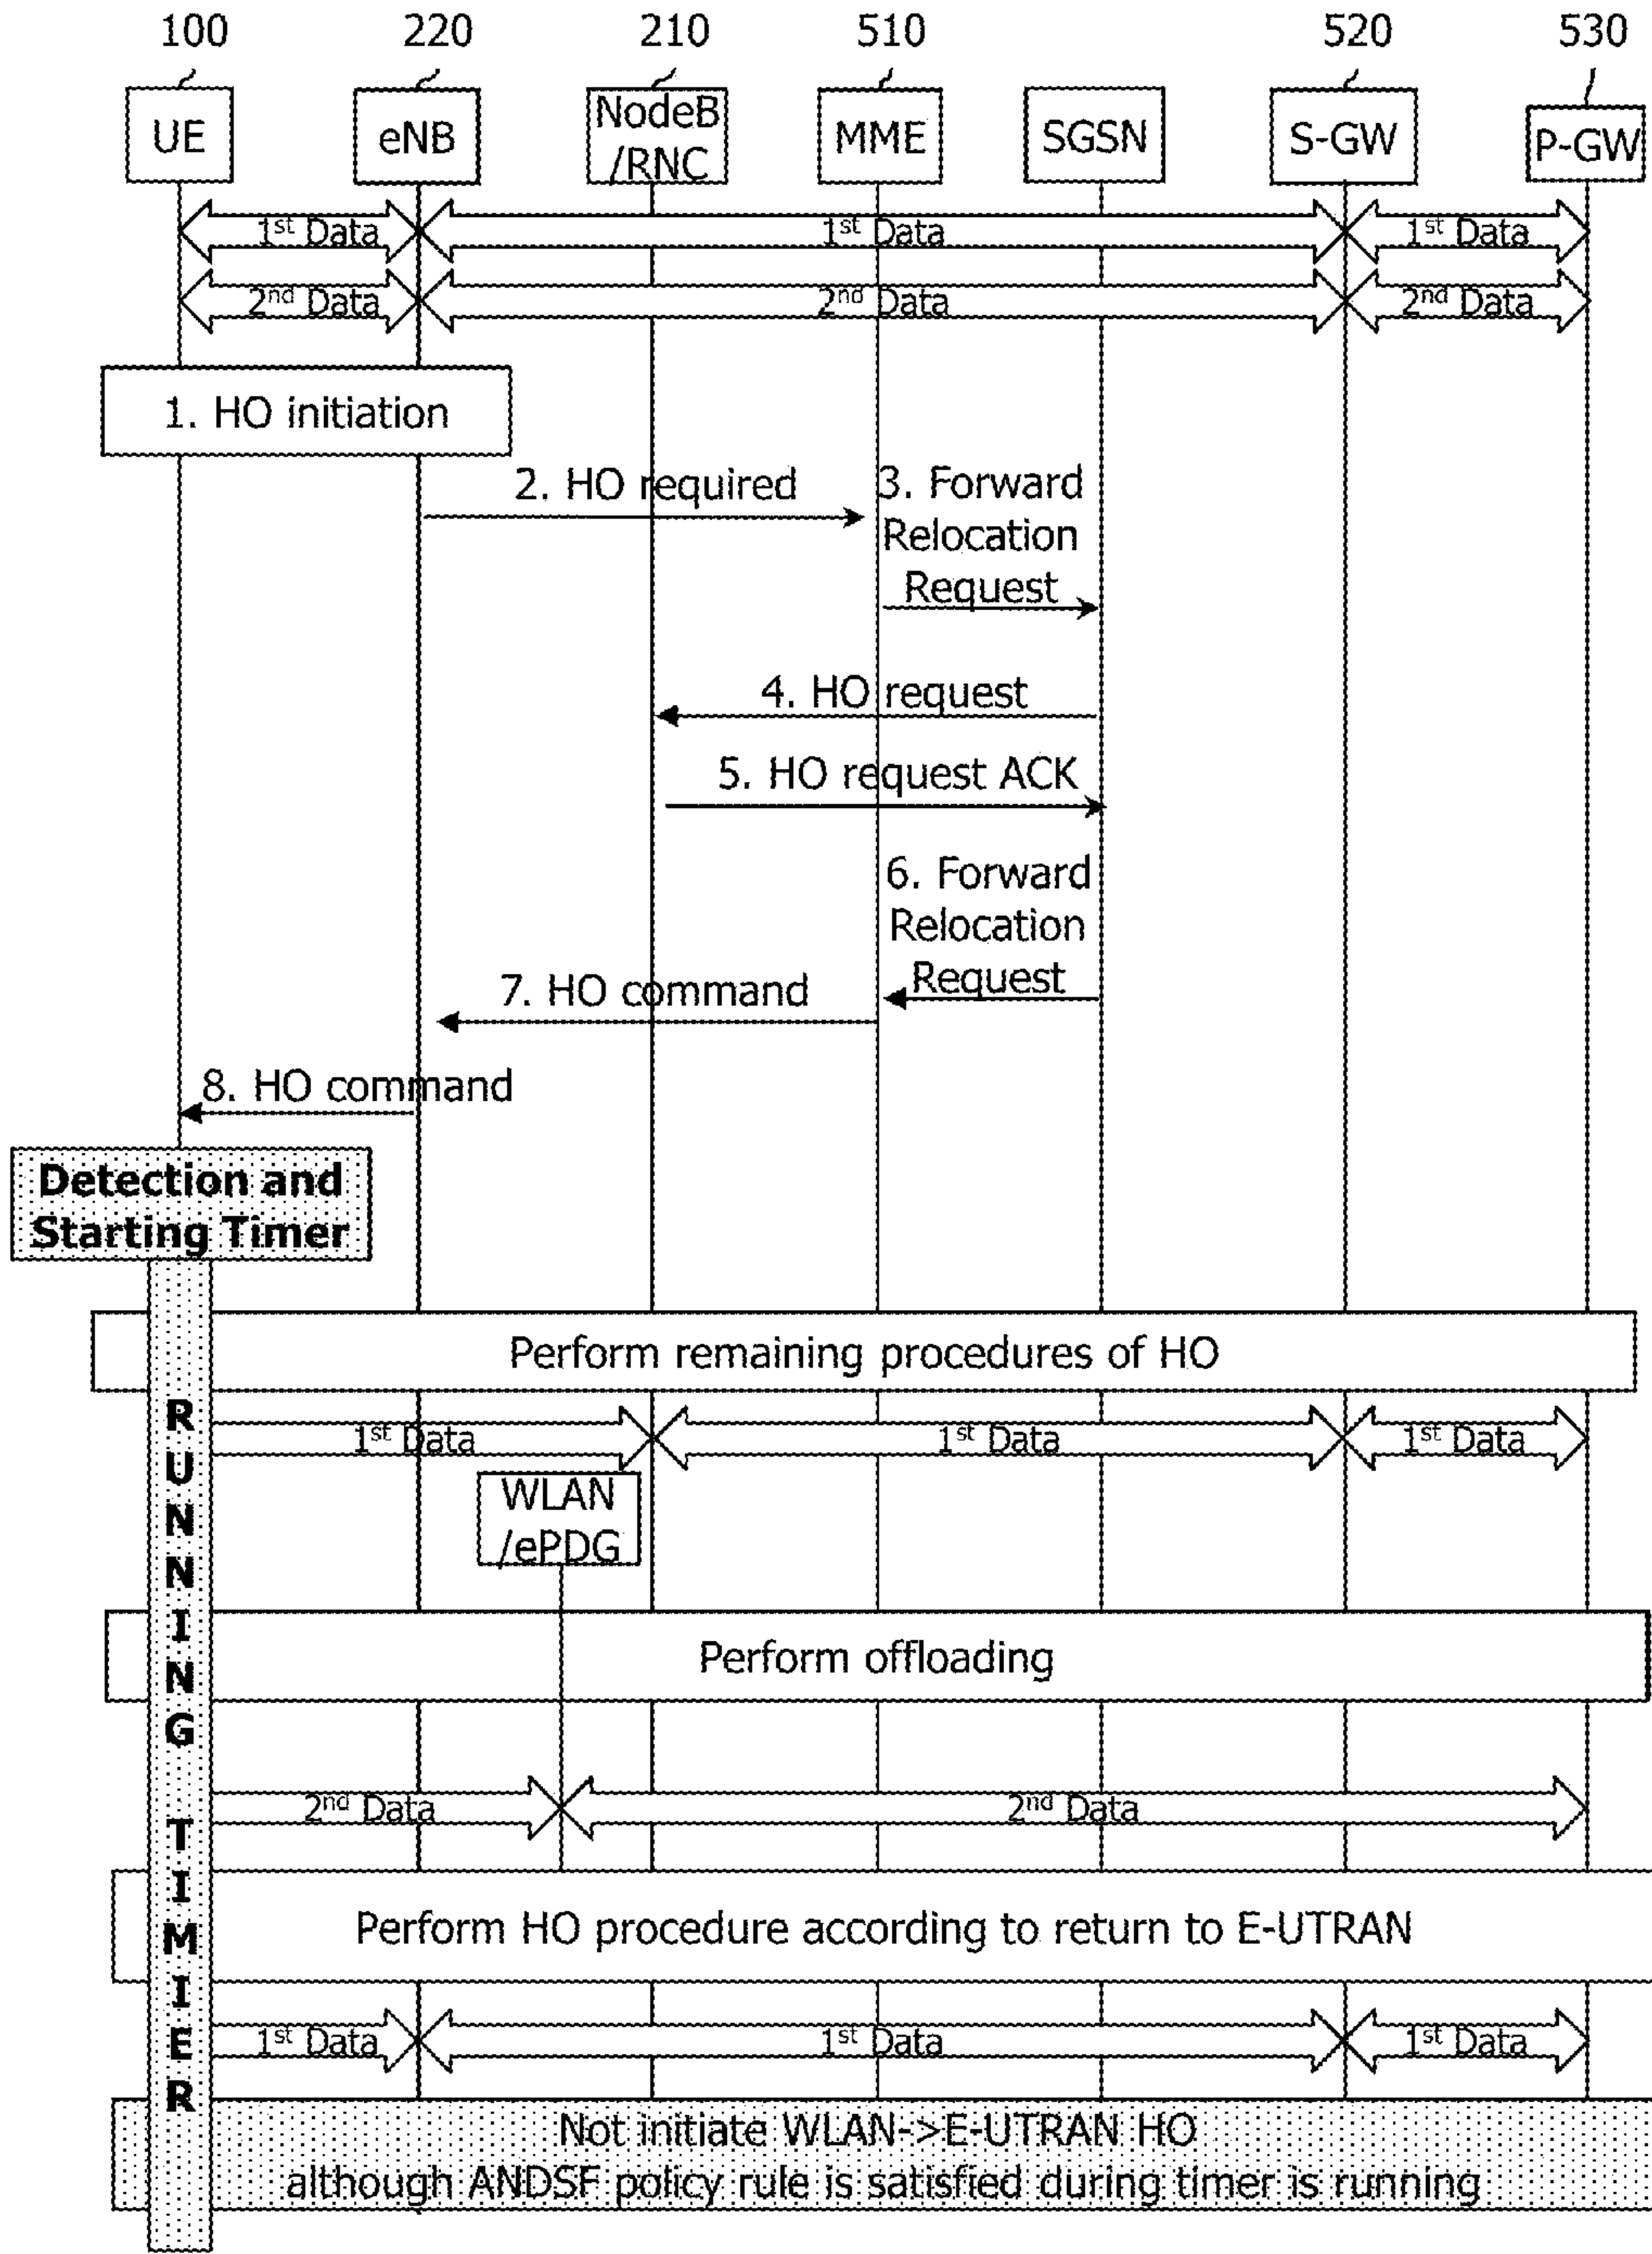 100 220 210 510 520 530
UE eNB NodeB /RNC MME SGSN S-GW P-GW
1st Data 1st Data 1st Data
2nd Data 2nd Data 2nd Data
1. HO initiation
2. HO required
3. Forward
Relocation
Request
4. HO request
5. HO request ACK
6. Forward
Relocation
Request
7. HO command
8. HO command
Detection and
Starting Timer
Perform remaining procedures of HO
RUNNING TIMIER
1st Data 1st Data 1st Data
WLAN
/ePDG
Perform offloading
2nd Data 2nd Data
Perform HO procedure according to return to E-UTRAN
1st Data 1st Data 1st Data
Not initiate WLAN->E-UTRAN HO
although ANDSF policy rule is satisfied during timer is running